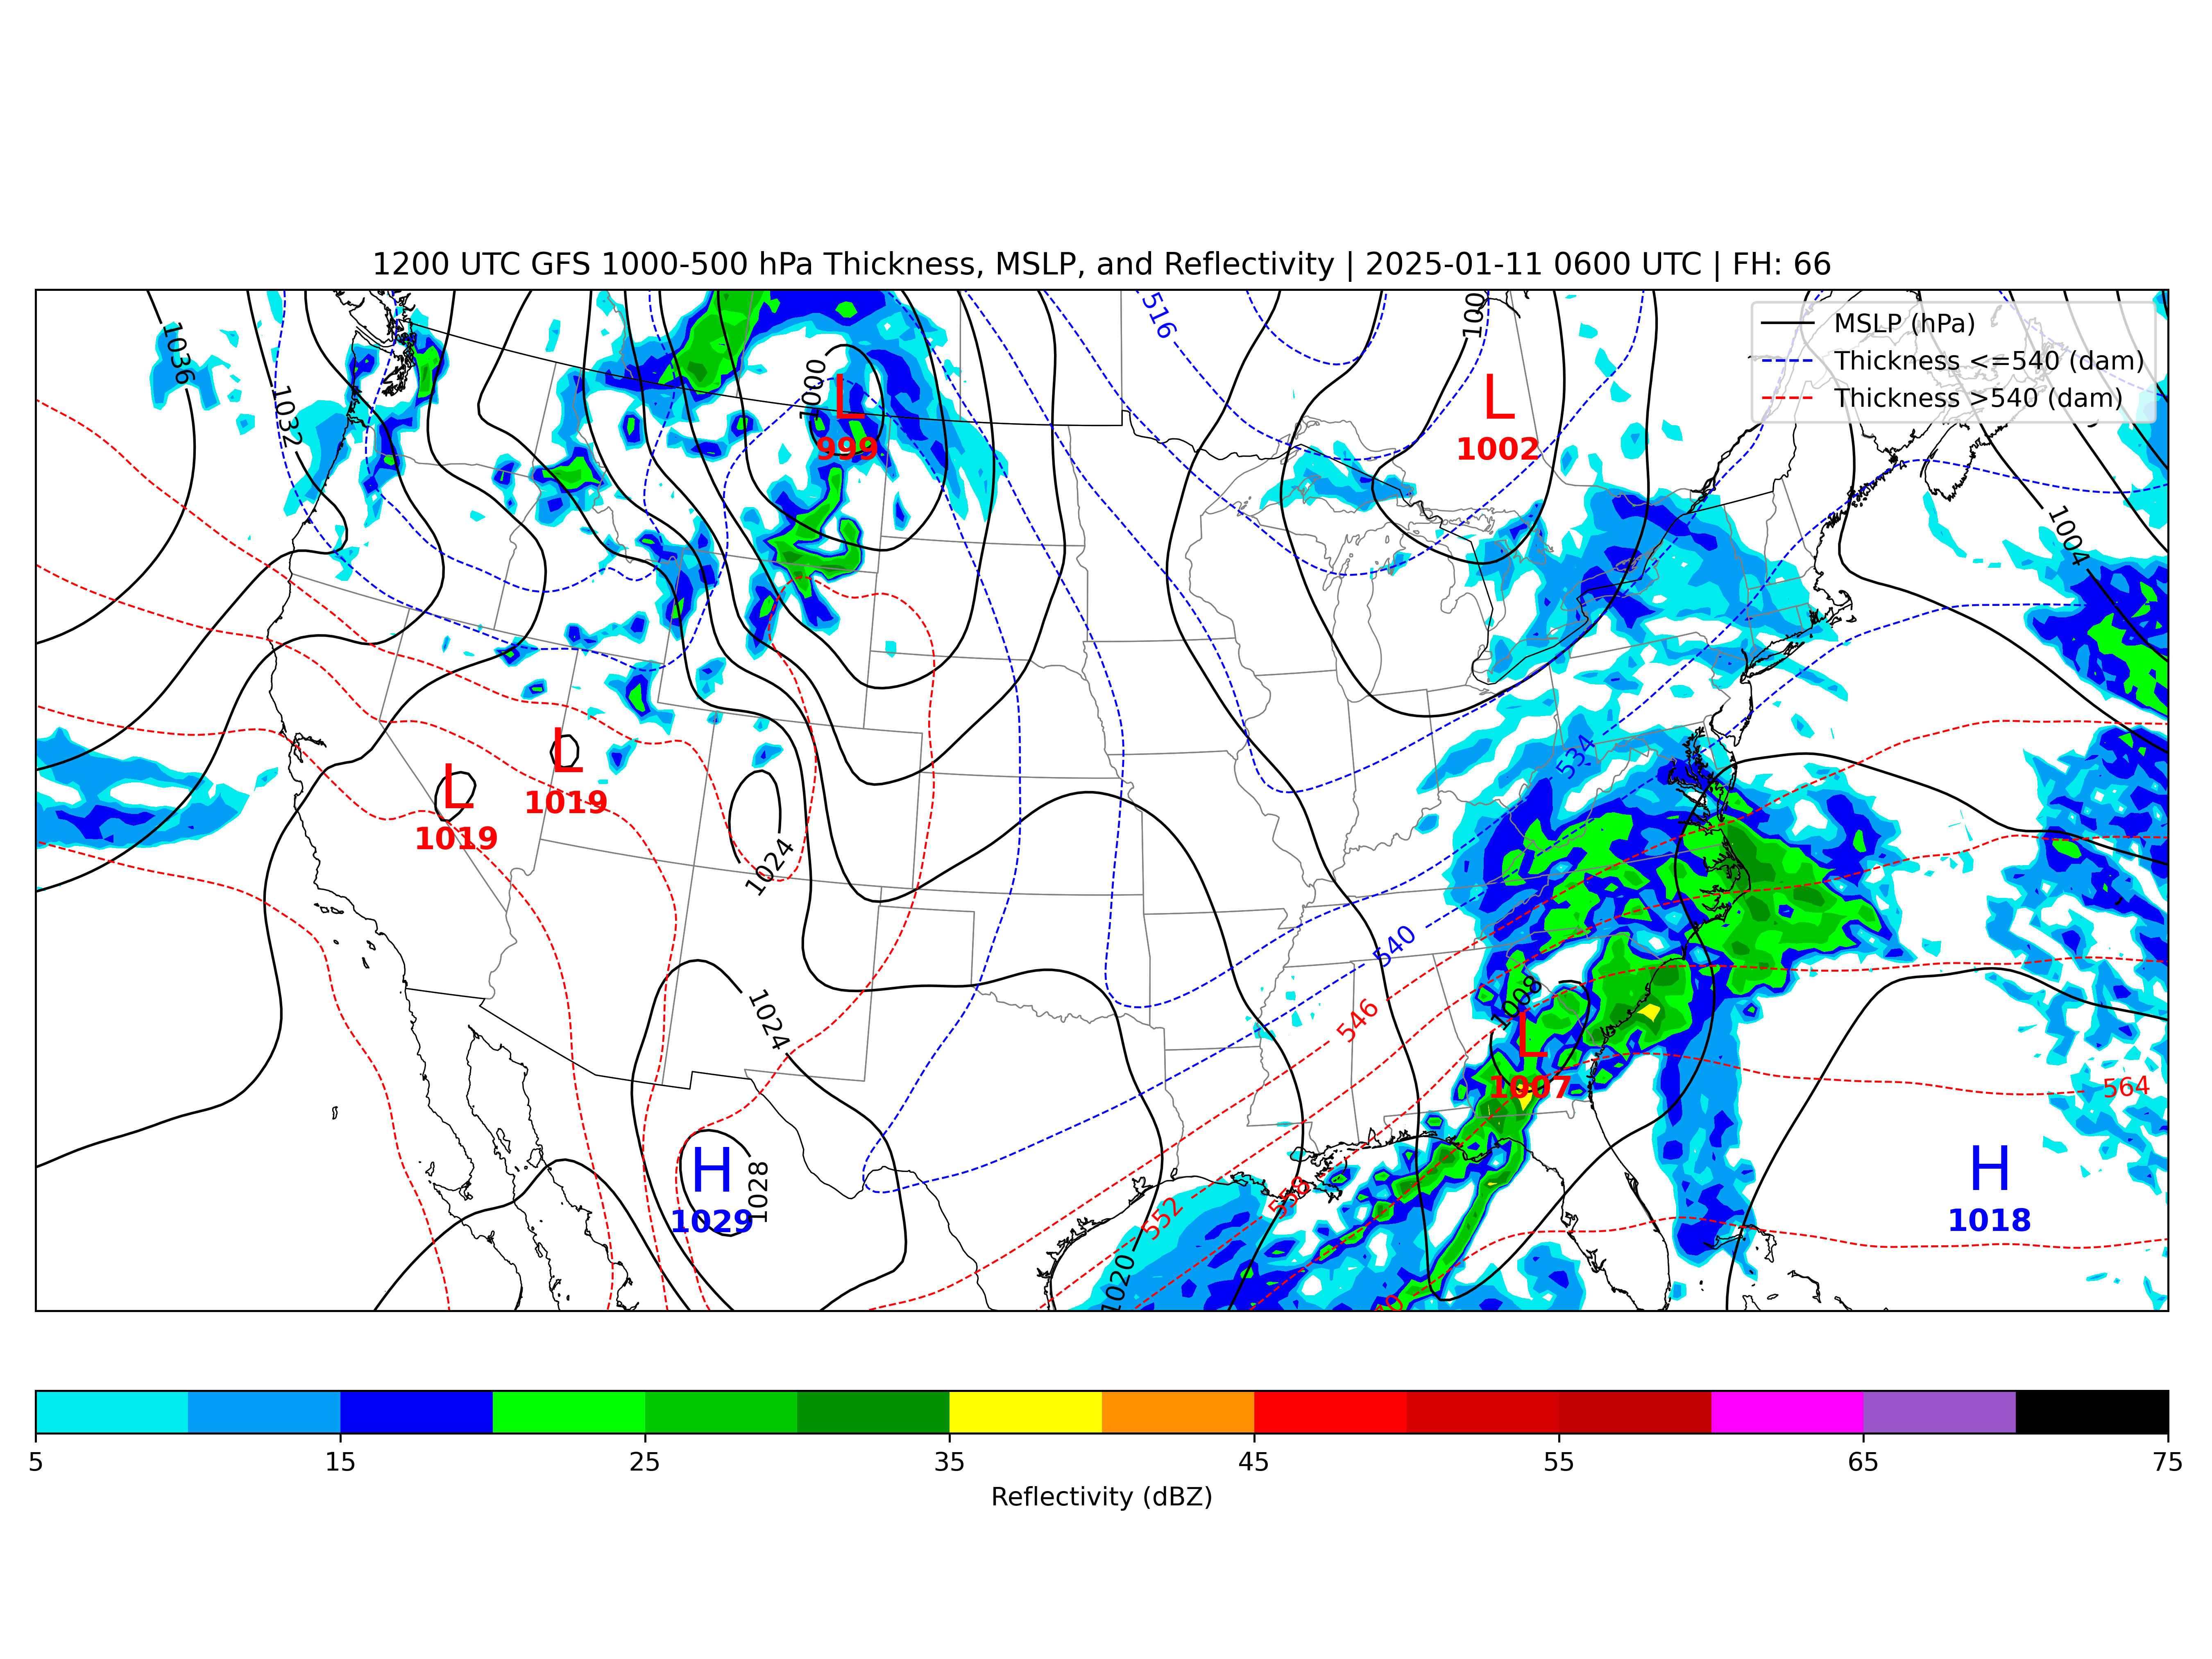 1200 UTC GFS 1000-500 hPa Thickness, MSLP, and Reflectivity | 2025-01-11 0600 UTC | FH: 66
MSLP (hPa)
Thickness <=540 (dam)
Thickness >540 (dam)
516
100
1036
1032
1000
L
999
L
1002
1004
534
L
1019
L
1019
1024
540
1024
546
1008
L
1007
564
H
1029
1028
552
558
H
1018
1020
5
15
25
35
45
55
65
75
Reflectivity (dBZ)